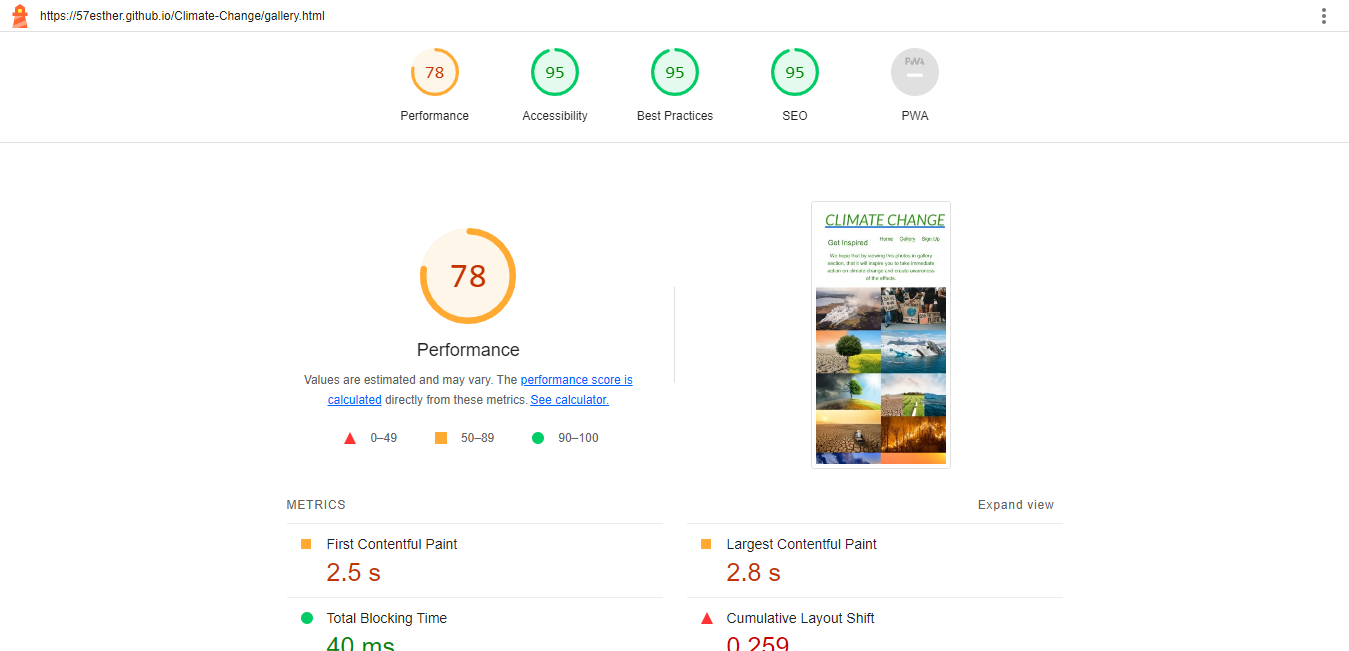 https://57esther.github.io/Climate-Change/gallery.html
78 95 95 95 PWA
Performance Accessibility Best Practices SEO PWA
78
Performance
Values are estimated and may vary. The performance score is
calculated directly from these metrics. See calculator.
0–49 50–89 90–100
CLIMATE CHANGE
Get Inspired Home Gallery Sign Up
We hope that by viewing this photos in gallery
section, that it will inspire you to take immediate
action on climate change and create awareness
of the effects.
METRICS Expand view
First Contentful Paint
2.5 s
Largest Contentful Paint
2.8 s
Total Blocking Time
40 ms
Cumulative Layout Shift
0.259